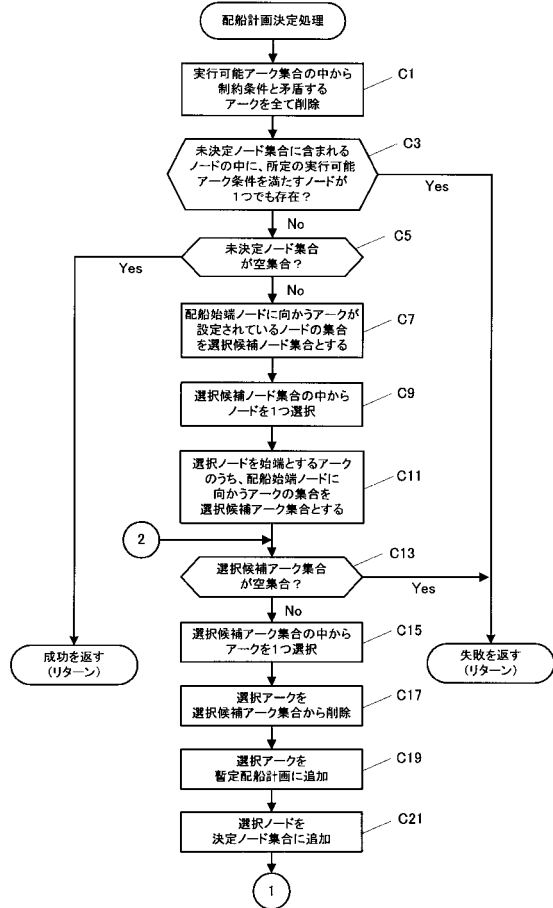 配船計画決定処理
実行可能アーク集合の中から
制約条件と矛盾する
アークを全て削除
C1
未決定ノード集合に含まれる
ノードの中に、所定の実行可能
アーク条件を満たすノードが
1つでも存在？
C3
Yes
No
未決定ノード集合
が空集合？
C5
Yes
No
配船始端ノードに向かうアークが
設定されているノードの集合
を選択候補ノード集合とする
C7
選択候補ノード集合の中から
ノードを1つ選択
C9
選択ノードを始端とするアーク
のうち、配船始端ノードに
向かうアークの集合を
選択候補アーク集合とする
C11
2
選択候補アーク集合
が空集合？
C13
Yes
No
選択候補アーク集合の中から
アークを1つ選択
C15
成功を返す
(リターン)
失敗を返す
(リターン)
選択アークを
選択候補アーク集合から削除
C17
選択アークを
暫定配船計画に追加
C19
選択ノードを
決定ノード集合に追加
C21
1